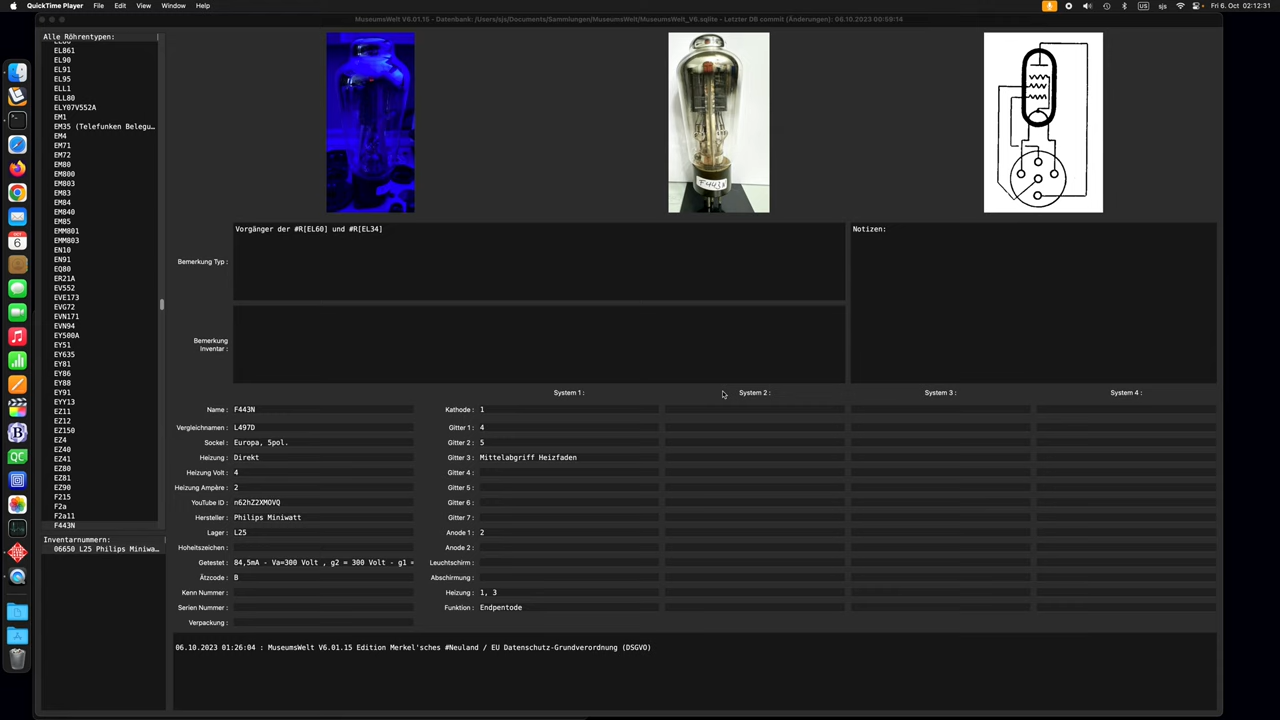 QuickTime Player File Edit View Window Help
US sjs Fri 6. Oct 02:12:31
MuseumsWelt V6.01,15 - Datenbank: /Users/sjs/Documents/Sammlungen/MuseumsWelt/MuseumsWelt_V6.sqlite - Letzter DB commit (Änderungen): 06.10.2023 00:59:14
Alle Röhrentypen:
EL861
EL90
EL91
EL95
ELL1
ELL80
ELY07V552A
EM1
EM35 (Telefunken Belegu…
EM4
EM71
EM72
EM80
EM800
EM803
EM83
EM84
EM840
EM85
EMM801
EMM803
EN10
EN91
EQ80
ER21A
EV552
EVE173
EVG72
EVN171
EVN94
EY500A
EY51
EY635
EY81
EY86
EY88
EY91
EYY13
EZ11
EZ12
EZ150
EZ4
EZ40
EZ41
EZ80
EZ81
EZ90
F215
F2a
F2a11
F443N
Inventarnummern:
06650 L25 Philips Miniwa…
F443N
Bemerkung Typ :
Vorgänger der #R[EL60] und #R[EL34]
Notizen:
Bemerkung
Inventar :
System 1 : System 2 : System 3 : System 4 :
Name : F443N Kathode : 1
Vergleichnamen : L497D Gitter 1 : 4
Sockel : Europa, 5pol. Gitter 2 : 5
Heizung : Direkt Gitter 3 : Mittelabgriff Heizfaden
Heizung Volt : 4 Gitter 4 :
Heizung Ampère : 2 Gitter 5 :
YouTube ID : n62hZ2XMOVQ Gitter 6 :
Hersteller : Philips Miniwatt Gitter 7 :
Lager : L25 Anode 1 : 2
Hoheitszeichen : Anode 2 :
Getestet : 84,5mA - Va=300 Volt , g2 = 300 Volt - g1 = Leuchtschirm :
Ätzcode : B Abschirmung :
Kenn Nummer : Heizung : 1, 3
Serien Nummer : Funktion : Endpentode
Verpackung :
06.10.2023 01:26:04 : MuseumsWelt V6.01.15 Edition Merkel'sches #Neuland / EU Datenschutz-Grundverordnung (DSGVO)